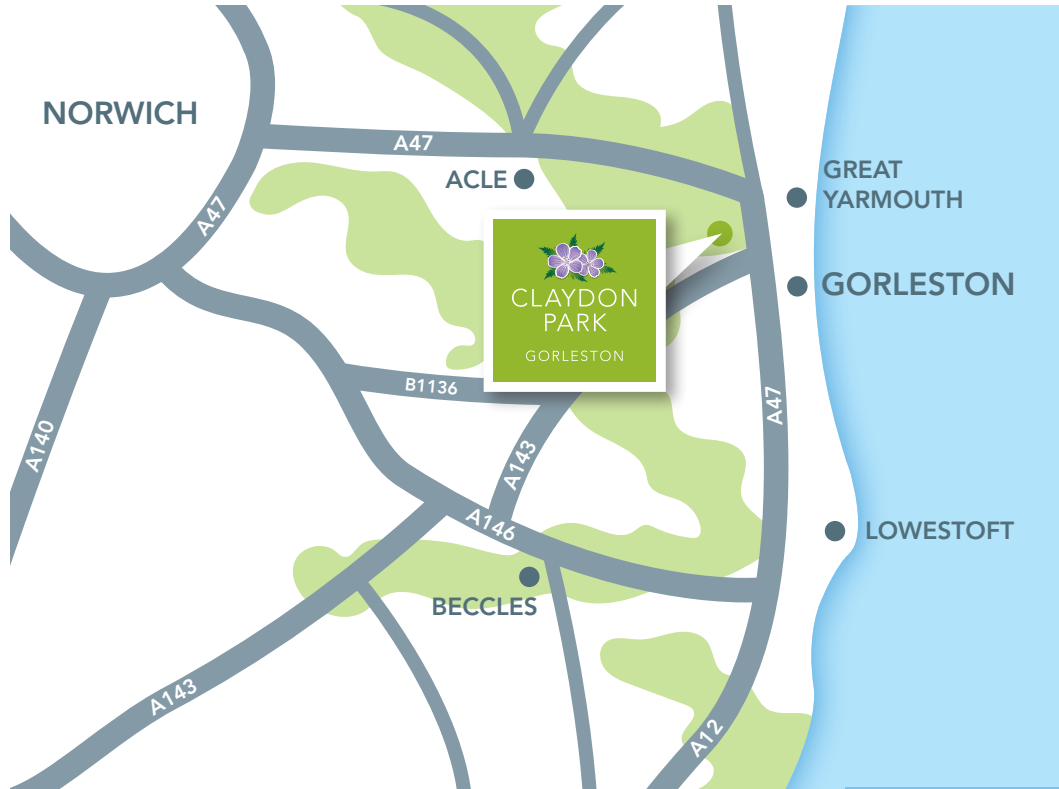 NORWICH
A47
ACLE
GREAT
YARMOUTH
A47
CLAYDON
PARK
GORLESTON
GORLESTON
B1136
A47
A140
A143
A146
LOWESTOFT
BECCLES
A143
A12